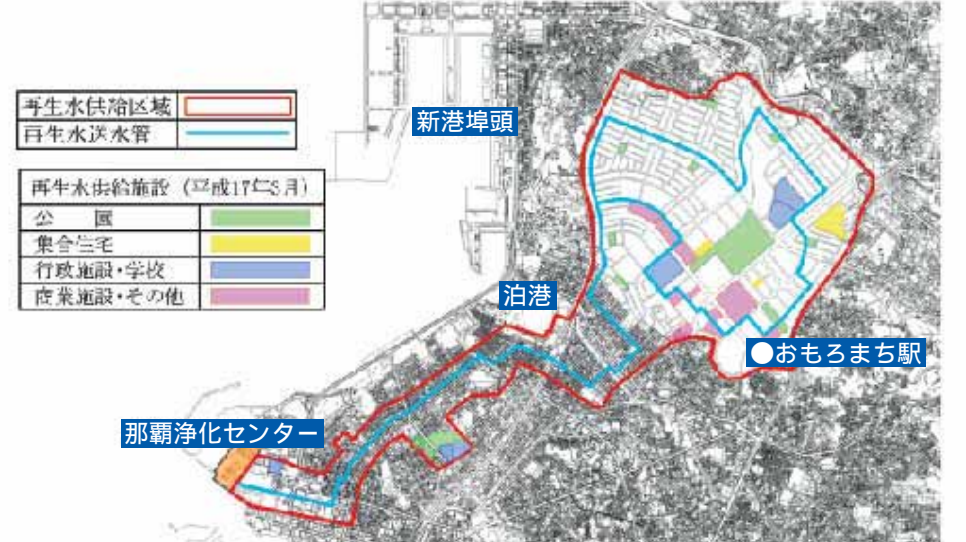 再生水供給区域
再生水送水管
再生水供給施設（平成17年3月）
公園
集合住宅
行政施設・学校
商業施設・その他
新港埠頭
泊港
●おもろまち駅
那覇浄化センター